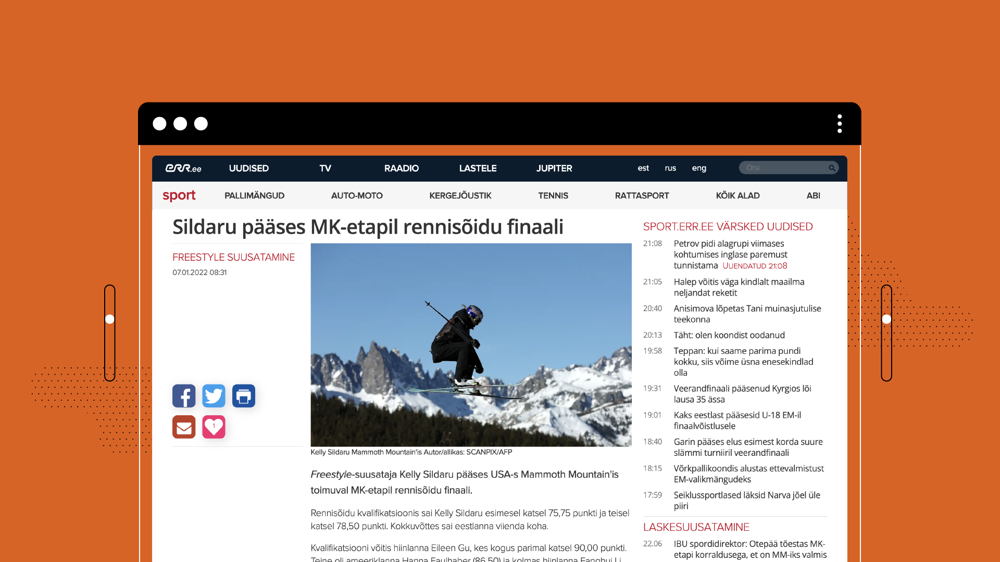 err.ee UUDISED TV RAADIO LASTELE JUPITER est rus eng Otsi
sport PALLIMÄNGUD AUTO-MOTO KERGEJÕUSTIK TENNIS RATTASPORT KÕIK ALAD ABI
Sildaru pääses MK-etapil rennisõidu finaali
FREESTYLE SUUSATAMINE
07.01.2022 08:31
1
Kelly Sildaru Mammoth Mountain'is Autor/allikas: SCANPIX/AFP
Freestyle-suusataja Kelly Sildaru pääses USA-s Mammoth Mountain'is
toimuval MK-etapil rennisõidu finaali.
Rennisõidu kvalifikatsioonis sai Kelly Sildaru esimesel katsel 75,75 punkti ja teisel
katsel 78,50 punkti. Kokkuvõttes sai eestlanna viienda koha.
Kvalifikatsiooni võitis hiinlanna Eileen Gu, kes kogus parimal katsel 90,00 punkti.
Teine oli ameeriklanna Hanna Faulhaber (86,50) ja kolmas hiinlanna Fanghui Li
SPORT.ERR.EE VÄRSKED UUDISED
21:08 Petrov pidi alagrupi viimases
kohtumises inglase paremust
tunnistama UUENDATUD 21:08
21:05 Halep võitis väga kindlalt maailma
neljandat reketit
20:40 Anisimova lõpetas Tani muinasjutulise
teekonna
20:13 Täht: olen koondist oodanud
19:58 Teppan: kui saame parima pundi
kokku, siis võime üsna enesekindlad
olla
19:31 Veerandfinaali pääsenud Kyrgios lõi
lausa 35 ässa
19:01 Kaks eestlast pääsesid U-18 EM-il
finaalvõistlusele
18:40 Garin pääses elus esimest korda suure
slämmi turniiril veerandfinaali
18:15 Võrkpallikoondis alustas ettevalmistust
EM-valikmängudeks
17:59 Seiklussportlased läksid Narva jõel üle
piiri
LASKESUUSATAMINE
22.06 IBU spordidirektor: Otepää tõestas MK-
etapi korraldusega, et on MM-iks valmis